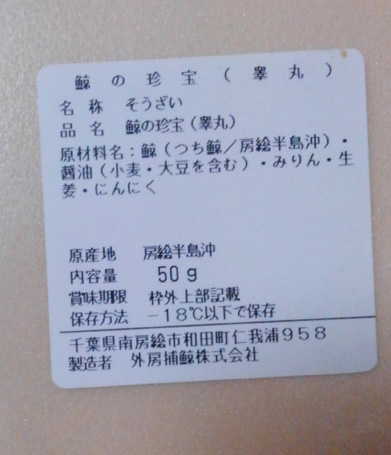 鯨の珍宝(睾丸)
名称 そうざい
品名 鯨の珍宝(睾丸)
原材料名:鯨(つち鯨/房総半島沖)・
醤油(小麦・大豆を含む)・みりん・生
姜・にんにく
原産地 房総半島沖
内容量 50g
賞味期限 枠外上部記載
保存方法 -18℃以下で保存
千葉県南房総市和田町仁我浦958
製造者 外房捕鯨株式会社